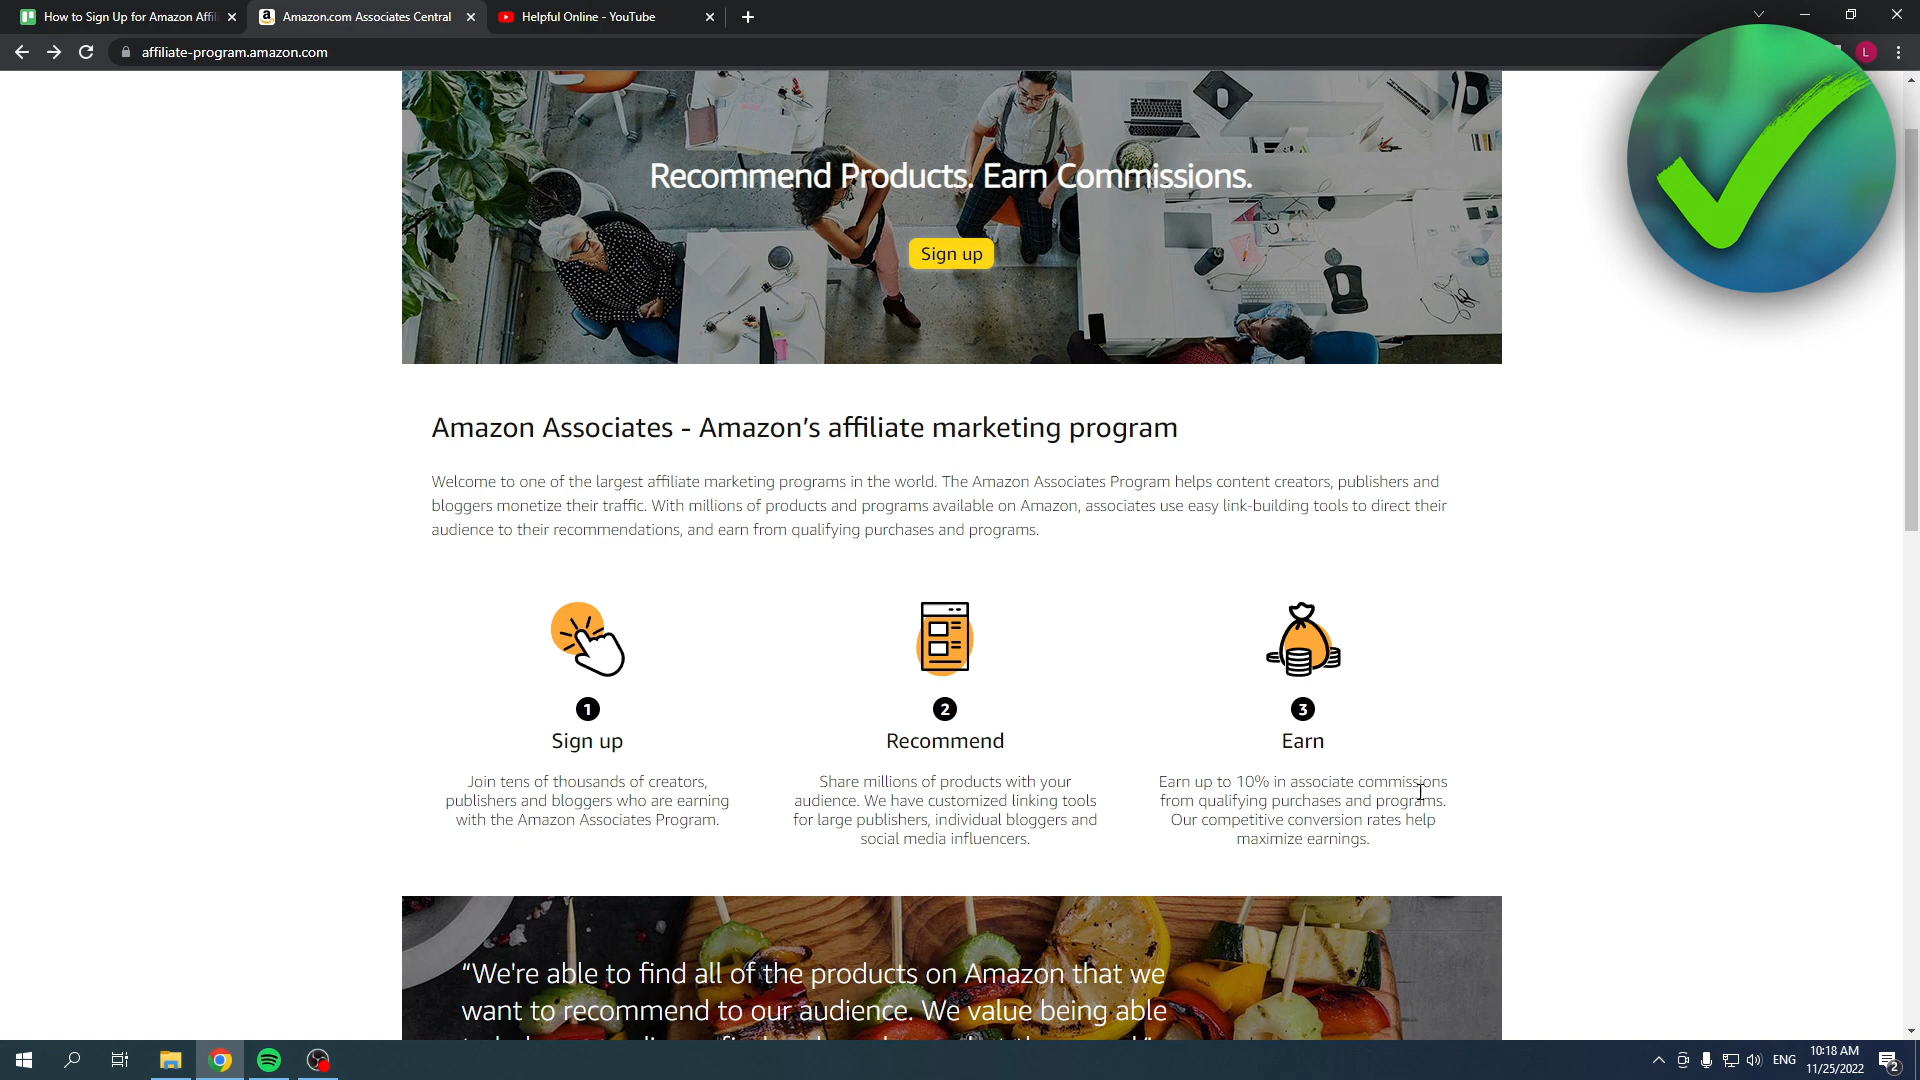 How to Sign Up for Amazon Affil
Amazon.com Associates Central
Helpful Online - YouTube
affiliate-program.amazon.com
L
Recommend Products. Earn Commissions.
Sign up
Amazon Associates - Amazon's affiliate marketing program
Welcome to one of the largest affiliate marketing programs in the world. The Amazon Associates Program helps content creators, publishers and
bloggers monetize their traffic. With millions of products and programs available on Amazon, associates use easy link-building tools to direct their
audience to their recommendations, and earn from qualifying purchases and programs.
1
Sign up
Join tens of thousands of creators,
publishers and bloggers who are earning
with the Amazon Associates Program.
2
Recommend
Share millions of products with your
audience. We have customized linking tools
for large publishers, individual bloggers and
social media influencers.
3
Earn
Earn up to 10% in associate commissions
from qualifying purchases and programs.
Our competitive conversion rates help
maximize earnings.
“We're able to find all of the products on Amazon that we
want to recommend to our audience. We value being able
ENG
10:18 AM
11/25/2022
2